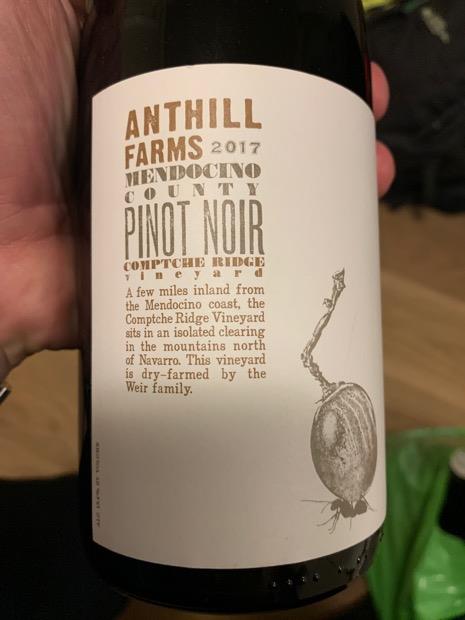 ANTHILL
FARMS 2017
MENDOCINO
COUNTY
PINOT NOIR
COMPTCHE RIDGE
vineyard
A few miles inland from
the Mendocino coast, the
Comptche Ridge Vineyard
sits in an isolated clearing
in the mountains north
of Navarro. This vineyard
is dry-farmed by the
Weir family.